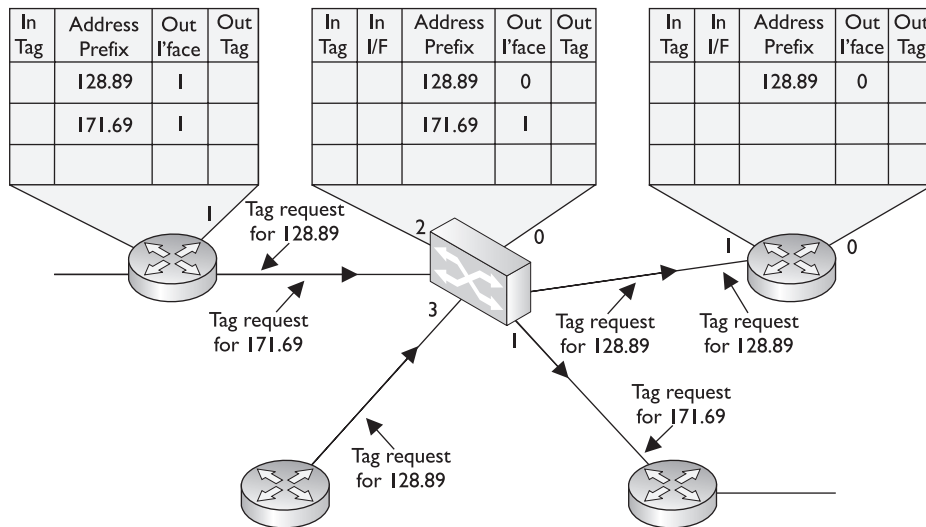 In Tag Address Prefix Out I'face Out Tag
128.89 1
171.69 1
In Tag In I/F Address Prefix Out I'face Out Tag
128.89 0
171.69 1
In Tag In I/F Address Prefix Out I'face Out Tag
128.89 0
1
Tag request
for 128.89
Tag request
for 171.69
2
0
3
1
1
0
Tag request
for 128.89
Tag request
for 128.89
Tag request
for 171.69
Tag request
for 128.89